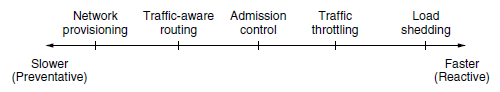 Network provisioning
Traffic-aware routing
Admission control
Traffic throttling
Load shedding
Slower (Preventative)
Faster (Reactive)